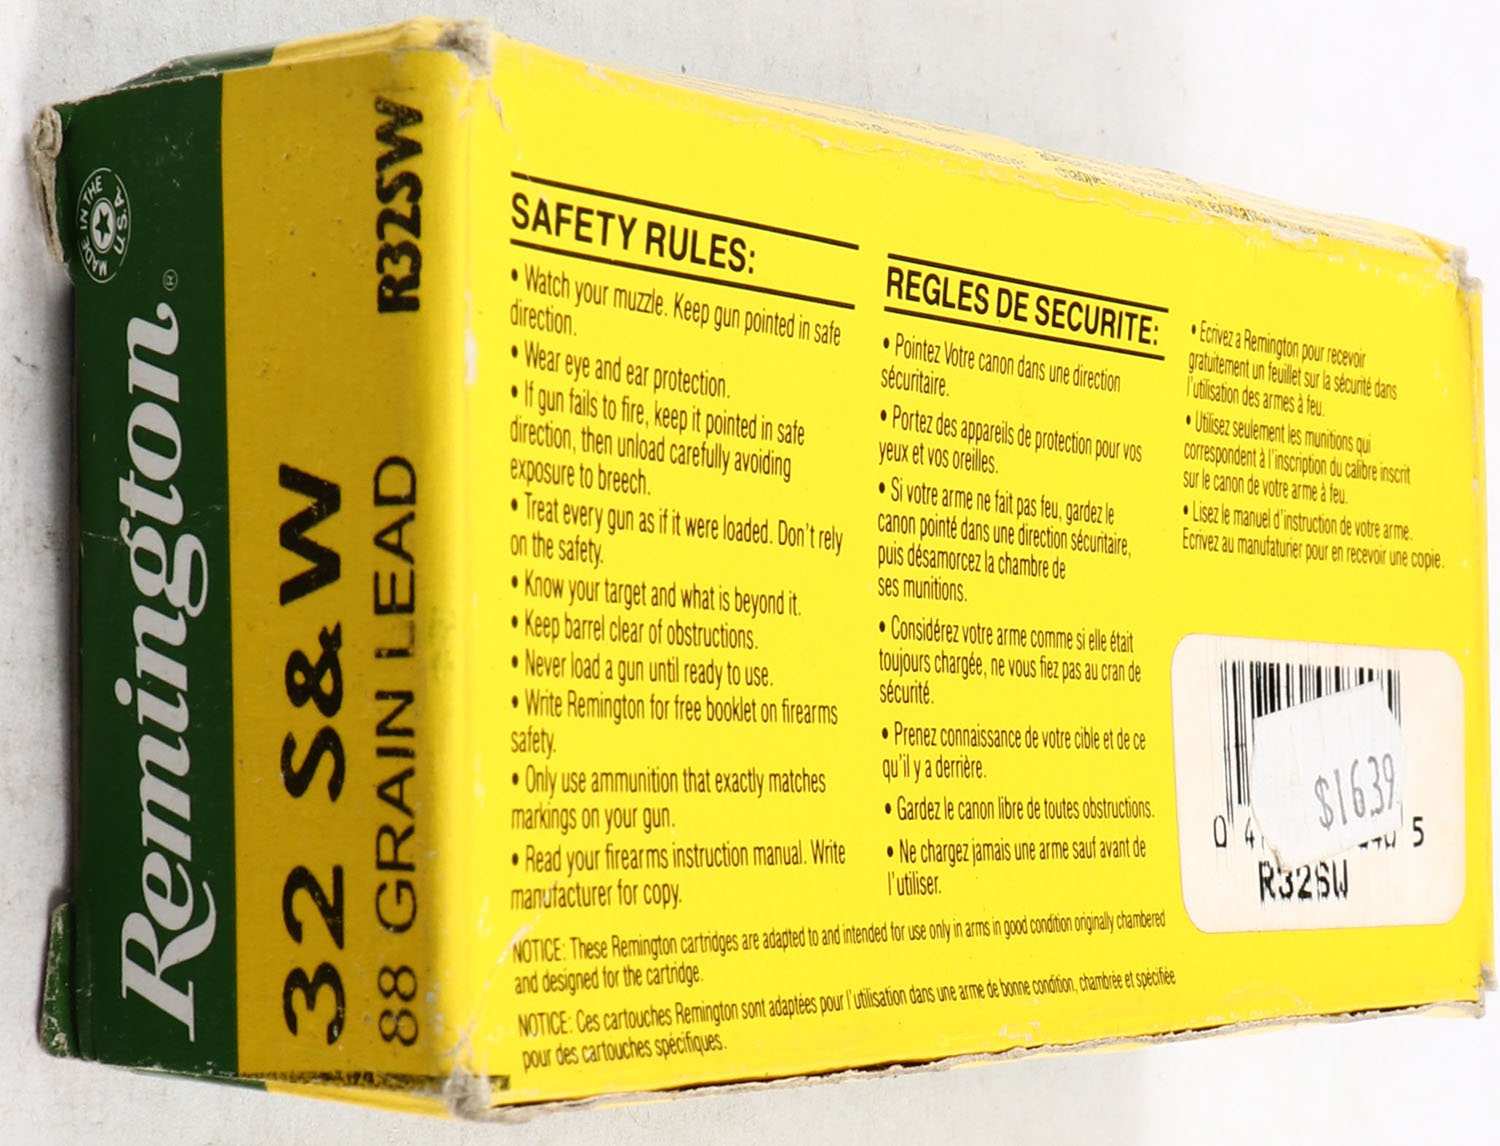 MADE IN THE U.S.A.
Remington®
32 S&W
R32SW
88 GRAIN LEAD
SAFETY RULES:
• Watch your muzzle. Keep gun pointed in safe
direction.
• Wear eye and ear protection.
• If gun fails to fire, keep it pointed in safe
direction, then unload carefully avoiding
exposure to breech.
• Treat every gun as if it were loaded. Don't rely
on the safety.
• Know your target and what is beyond it.
• Keep barrel clear of obstructions.
• Never load a gun until ready to use.
• Write Remington for free booklet on firearms
safety.
• Only use ammunition that exactly matches
markings on your gun.
• Read your firearms instruction manual. Write
manufacturer for copy.
REGLES DE SECURITE:
• Pointez Votre canon dans une direction
sécuritaire.
• Portez des appareils de protection pour vos
yeux et vos oreilles.
• Si votre arme ne fait pas feu, gardez le
canon pointé dans une direction sécuritaire,
puis désamorcez la chambre de
ses munitions.
• Considérez votre arme comme si elle était
toujours chargée, ne vous fiez pas au cran de
sécurité.
• Prenez connaissance de votre cible et de ce
qu'il y a derrière.
• Gardez le canon libre de toutes obstructions.
• Ne chargez jamais une arme sauf avant de
l'utiliser.
• Ecrivez a Remington pour recevoir
gratuitement un feuillet sur la sécurité dans
l'utilisation des armes à feu.
• Utilisez seulement les munitions qui
correspondent à l'inscription du calibre inscrit
sur le canon de votre arme à feu.
• Lisez le manuel d'instruction de votre arme.
Ecrivez au manufaturier pour en recevoir une copie.
$16.39
0 4 5
R32SW
NOTICE: These Remington cartridges are adapted to and intended for use only in arms in good condition originally chambered
and designed for the cartridge.
NOTICE: Ces cartouches Remington sont adaptées pour l'utilisation dans une arme de bonne condition, chambrée et spécifiée
pour des cartouches spécifiques.